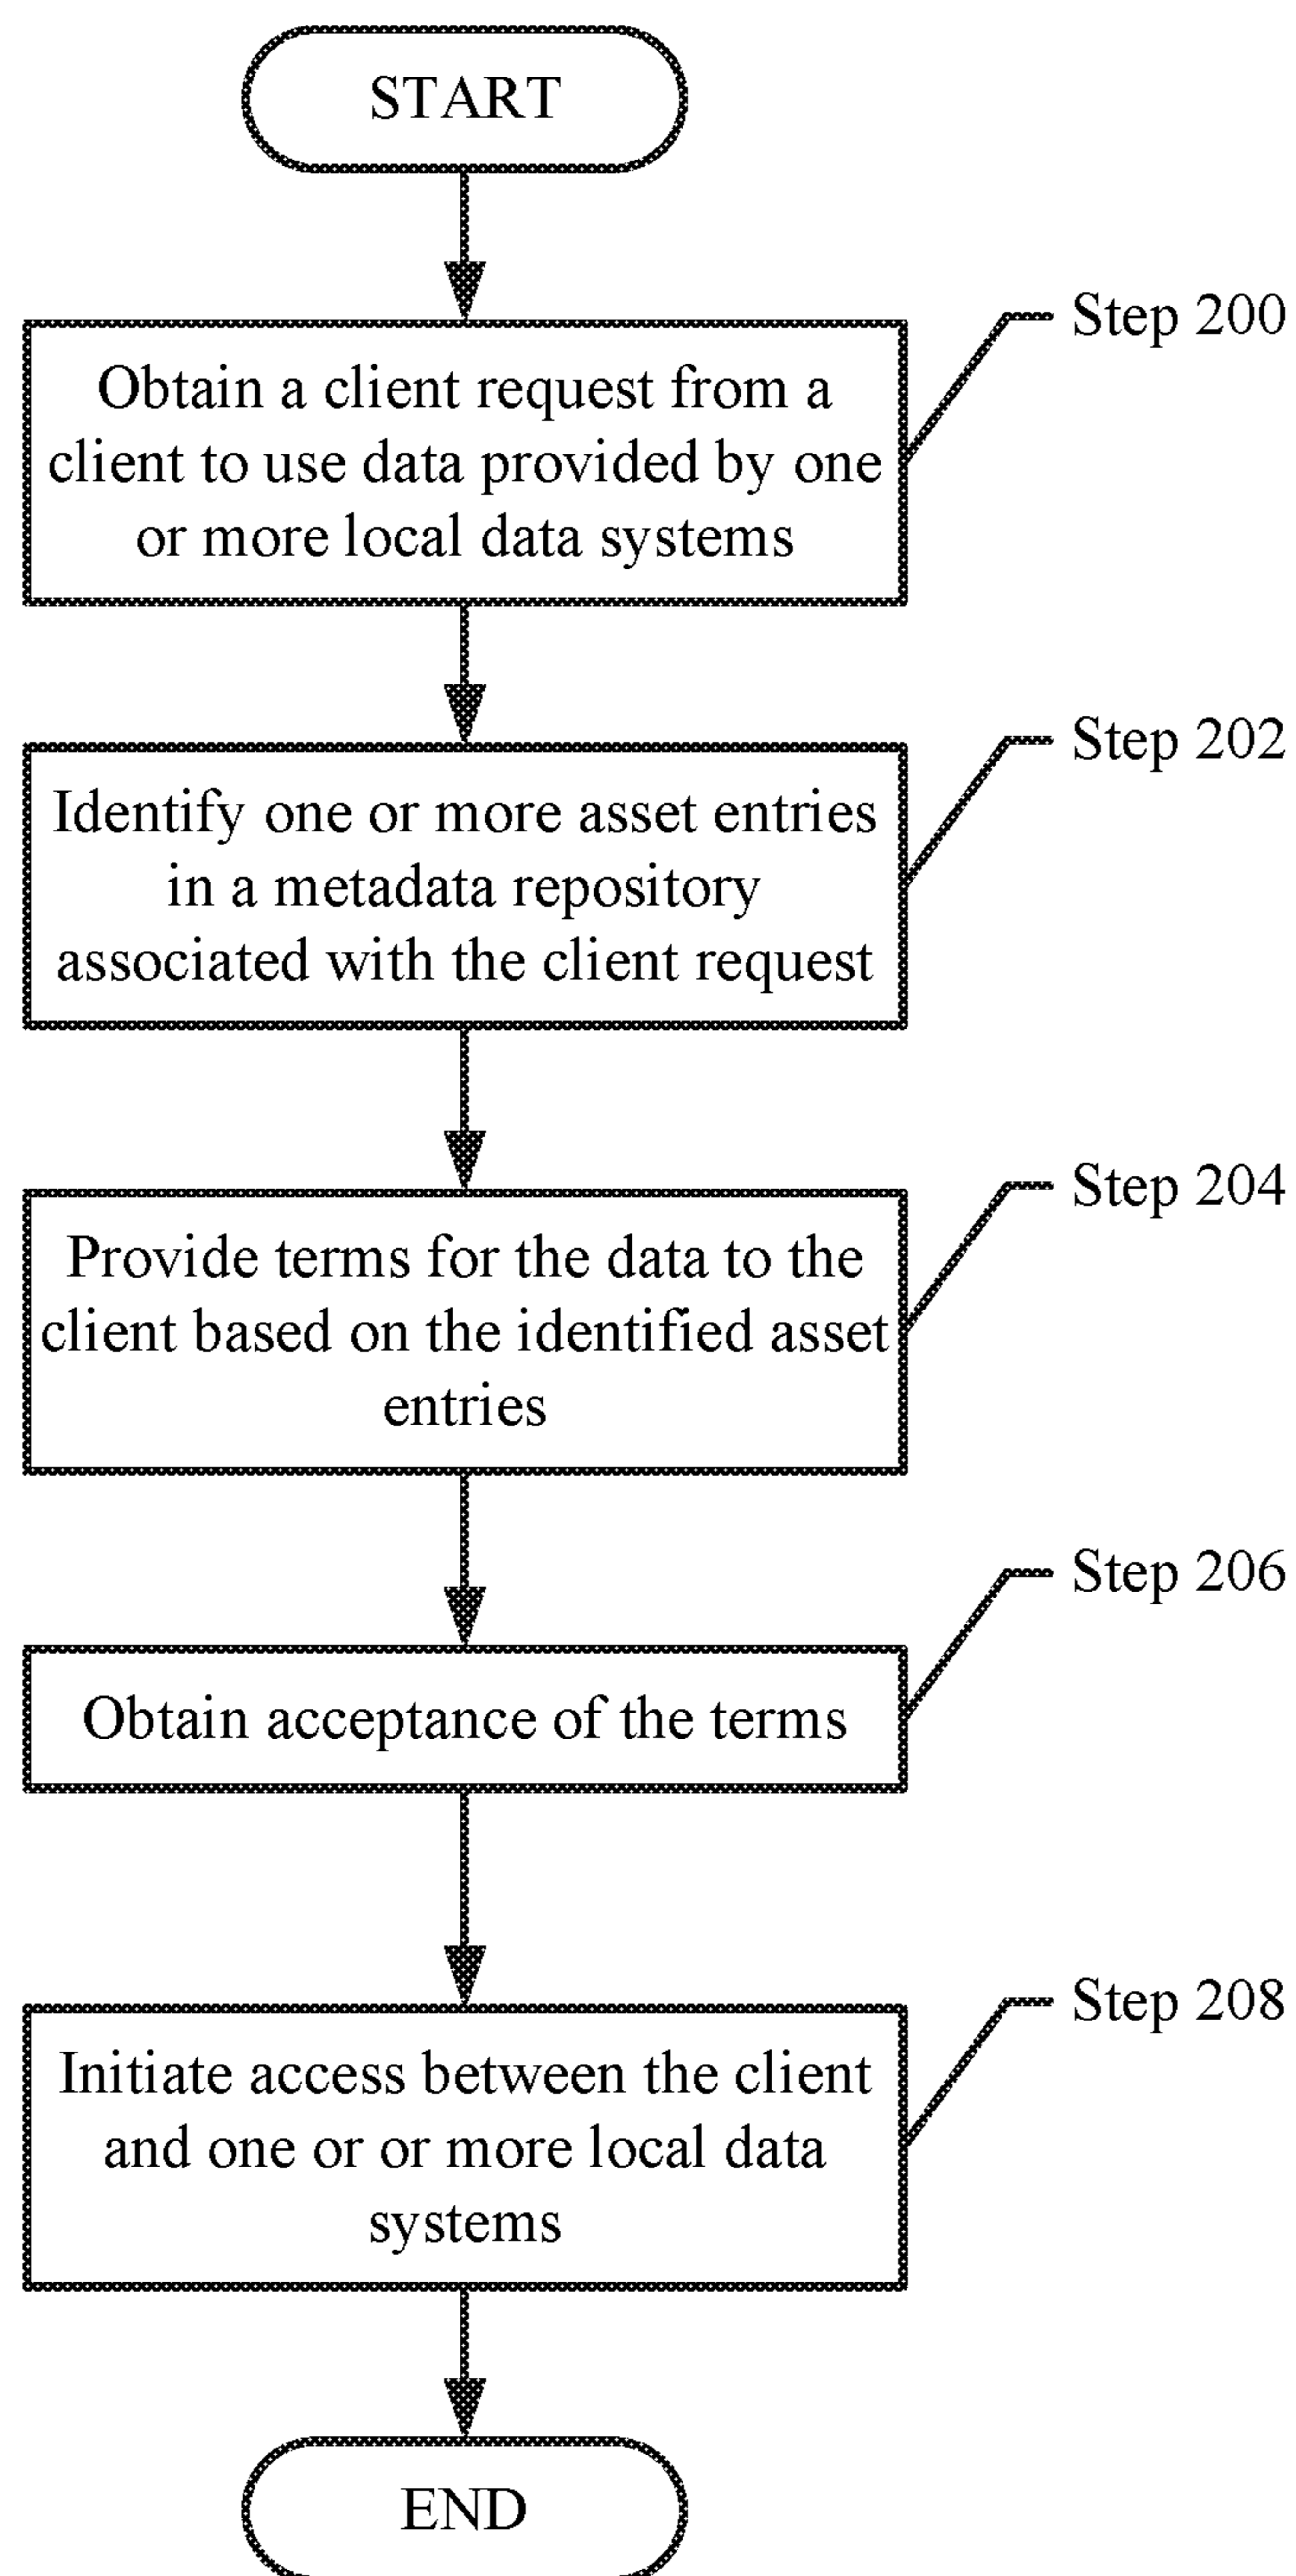 START
Step 200
Obtain a client request from a
client to use data provided by one
or more local data systems
Step 202
Identify one or more asset entries
in a metadata repository
associated with the client request
Step 204
Provide terms for the data to the
client based on the identified asset
entries
Step 206
Obtain acceptance of the terms
Step 208
Initiate access between the client
and one or or more local data
systems
END